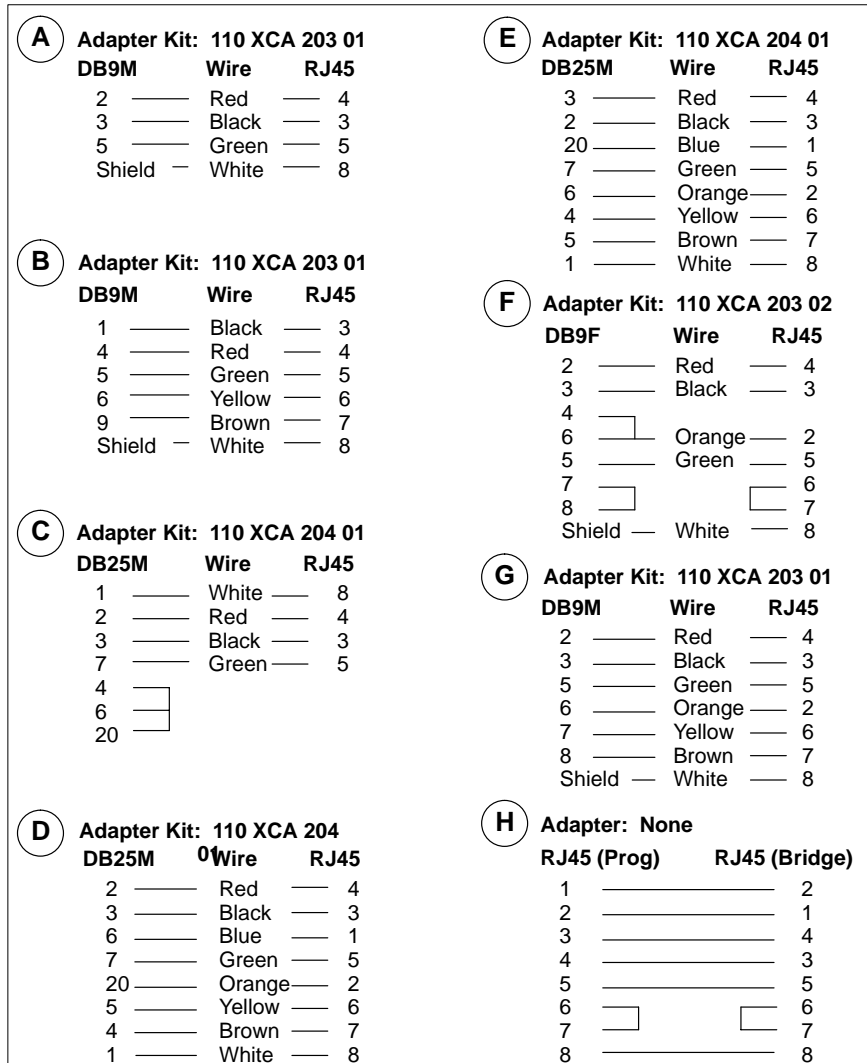 A Adapter Kit: 110 XCA 203 01
DB9M Wire RJ45
2 Red 4
3 Black 3
5 Green 5
Shield White 8
B Adapter Kit: 110 XCA 203 01
DB9M Wire RJ45
1 Black 3
4 Red 4
5 Green 5
6 Yellow 6
9 Brown 7
Shield White 8
C Adapter Kit: 110 XCA 204 01
DB25M Wire RJ45
1 White 8
2 Red 4
3 Black 3
7 Green 5
4
6
20
D Adapter Kit: 110 XCA 204
01
DB25M Wire RJ45
2 Red 4
3 Black 3
6 Blue 1
7 Green 5
20 Orange 2
5 Yellow 6
4 Brown 7
1 White 8
E Adapter Kit: 110 XCA 204 01
DB25M Wire RJ45
3 Red 4
2 Black 3
20 Blue 1
7 Green 5
6 Orange 2
4 Yellow 6
5 Brown 7
1 White 8
F Adapter Kit: 110 XCA 203 02
DB9F Wire RJ45
2 Red 4
3 Black 3
4
6 Orange 2
5 Green 5
7 6
8 7
Shield White 8
G Adapter Kit: 110 XCA 203 01
DB9M Wire RJ45
2 Red 4
3 Black 3
5 Green 5
6 Orange 2
7 Yellow 6
8 Brown 7
Shield White 8
H Adapter: None
RJ45 (Prog) RJ45 (Bridge)
1 2
2 1
3 4
4 3
5 5
6 6
7 7
8 8